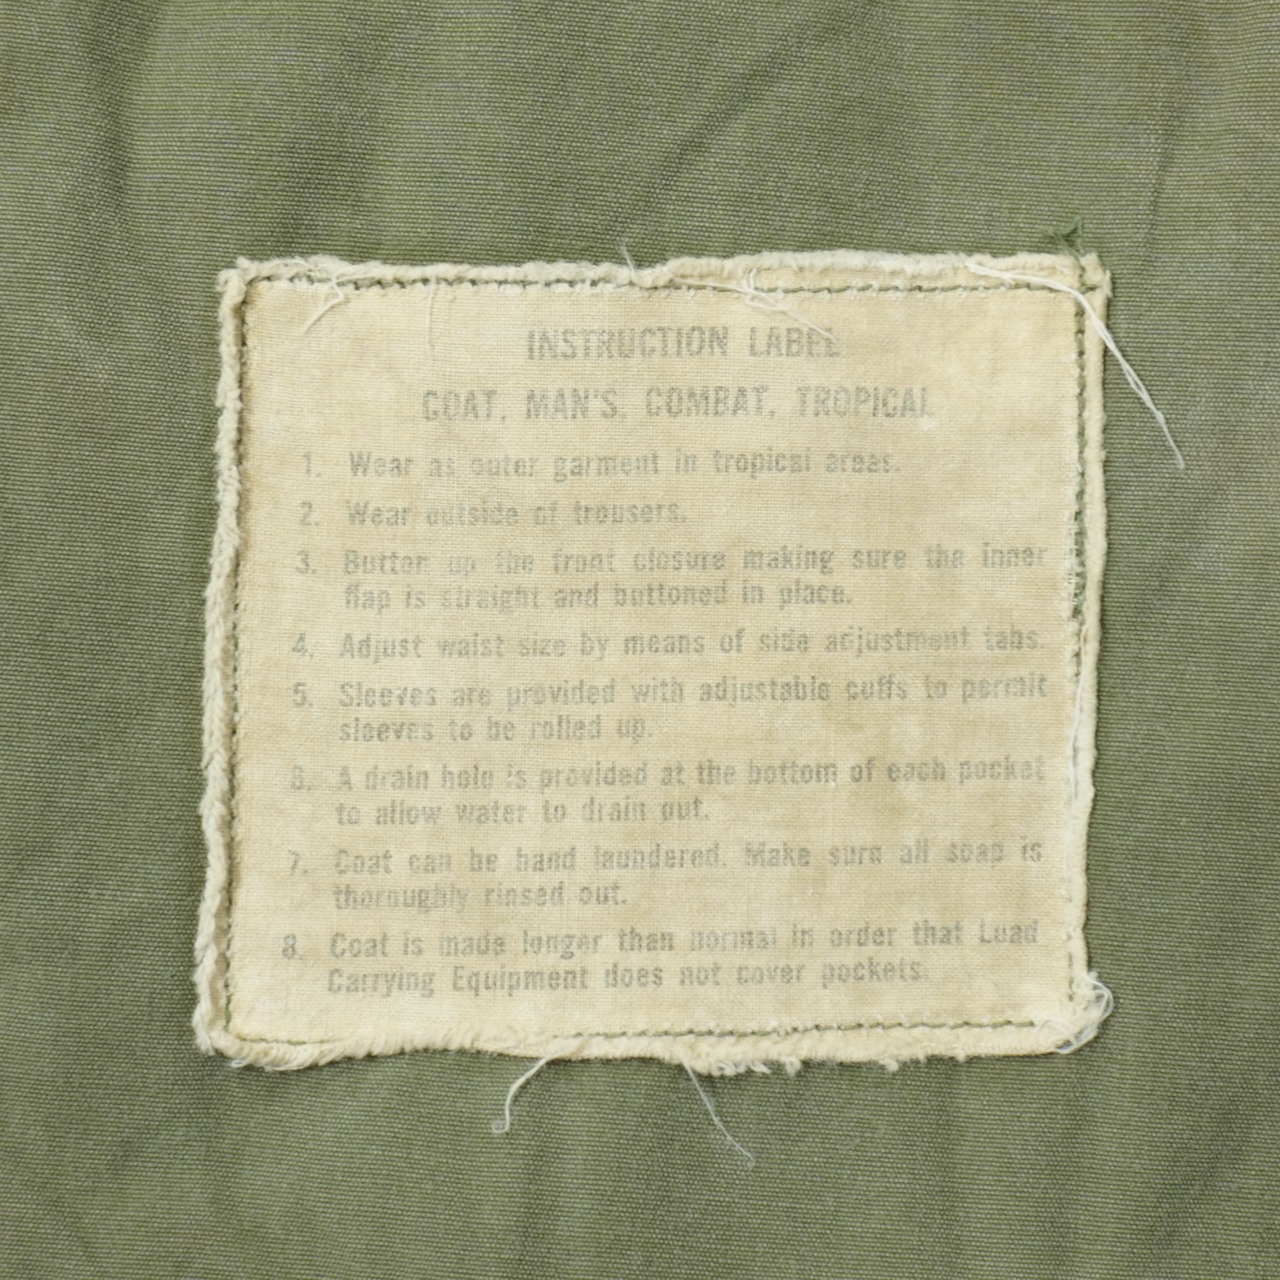 INSTRUCTION LABEL
COAT, MAN'S, COMBAT, TROPICAL
1. Wear as outer garment in tropical areas.
2. Wear outside of trousers.
3. Button up the front closure making sure the inner
flap is straight and buttoned in place.
4. Adjust waist size by means of side adjustment tabs.
5. Sleeves are provided with adjustable cuffs to permit
sleeves to be rolled up.
6. A drain hole is provided at the bottom of each pocket
to allow water to drain out.
7. Coat can be hand laundered. Make sure all soap is
thoroughly rinsed out.
8. Coat is made longer than normal in order that Load
Carrying Equipment does not cover pockets.